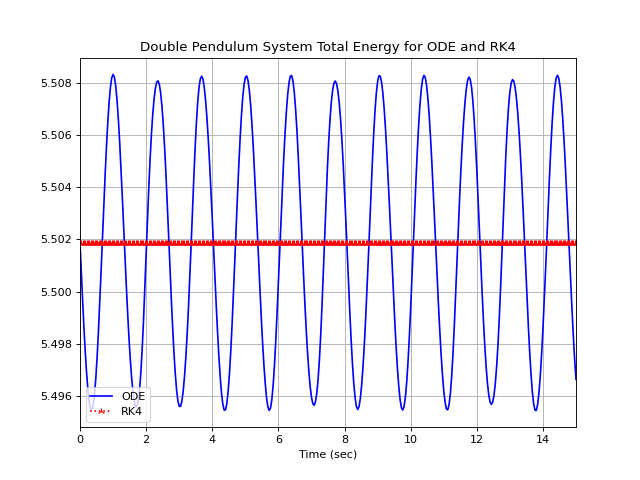 Double Pendulum System Total Energy for ODE and RK4
5.508
5.506
5.504
5.502
5.500
5.498
5.496
ODE
RK4
0 2 4 6 8 10 12 14
Time (sec)